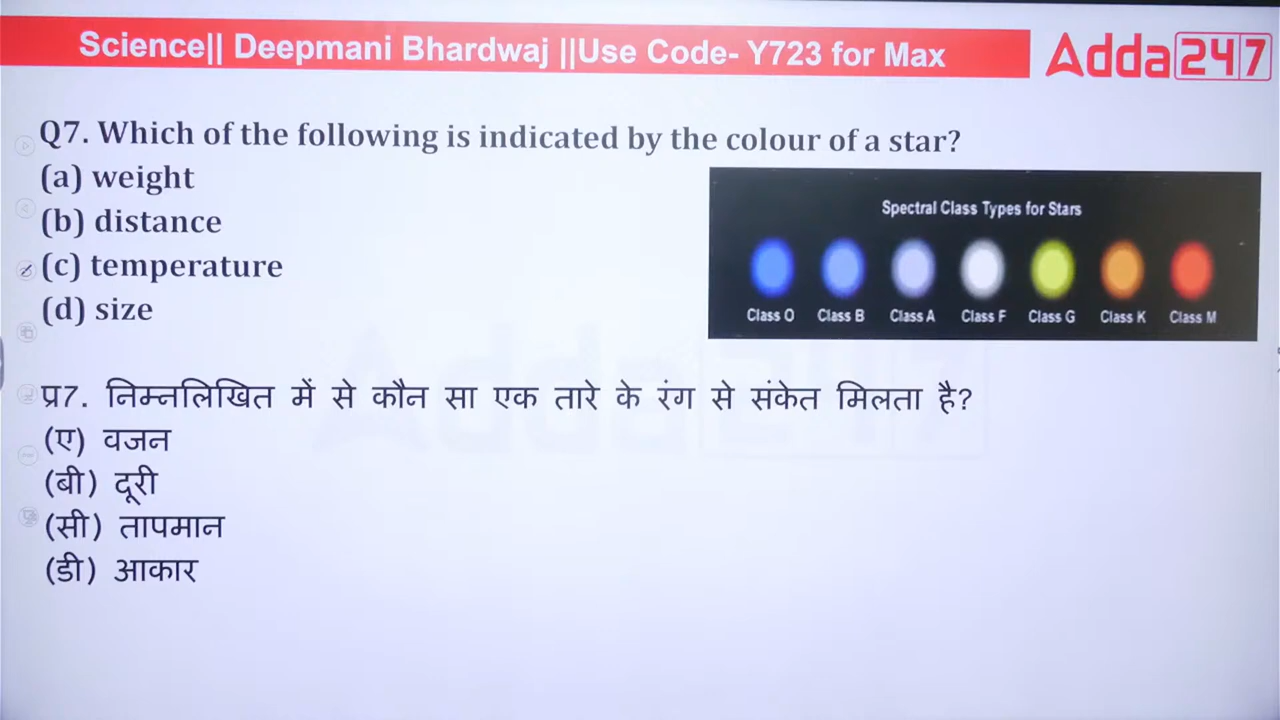 Science|| Deepmani Bhardwaj ||Use Code- Y723 for Max
Adda247
Q7. Which of the following is indicated by the colour of a star?
(a) weight
(b) distance
(c) temperature
(d) size
Spectral Class Types for Stars
Class O Class B Class A Class F Class G Class K Class M
प्र7. निम्नलिखित में से कौन सा एक तारे के रंग से संकेत मिलता है?
(ए) वजन
(बी) दूरी
(सी) तापमान
(डी) आकार
Adda247